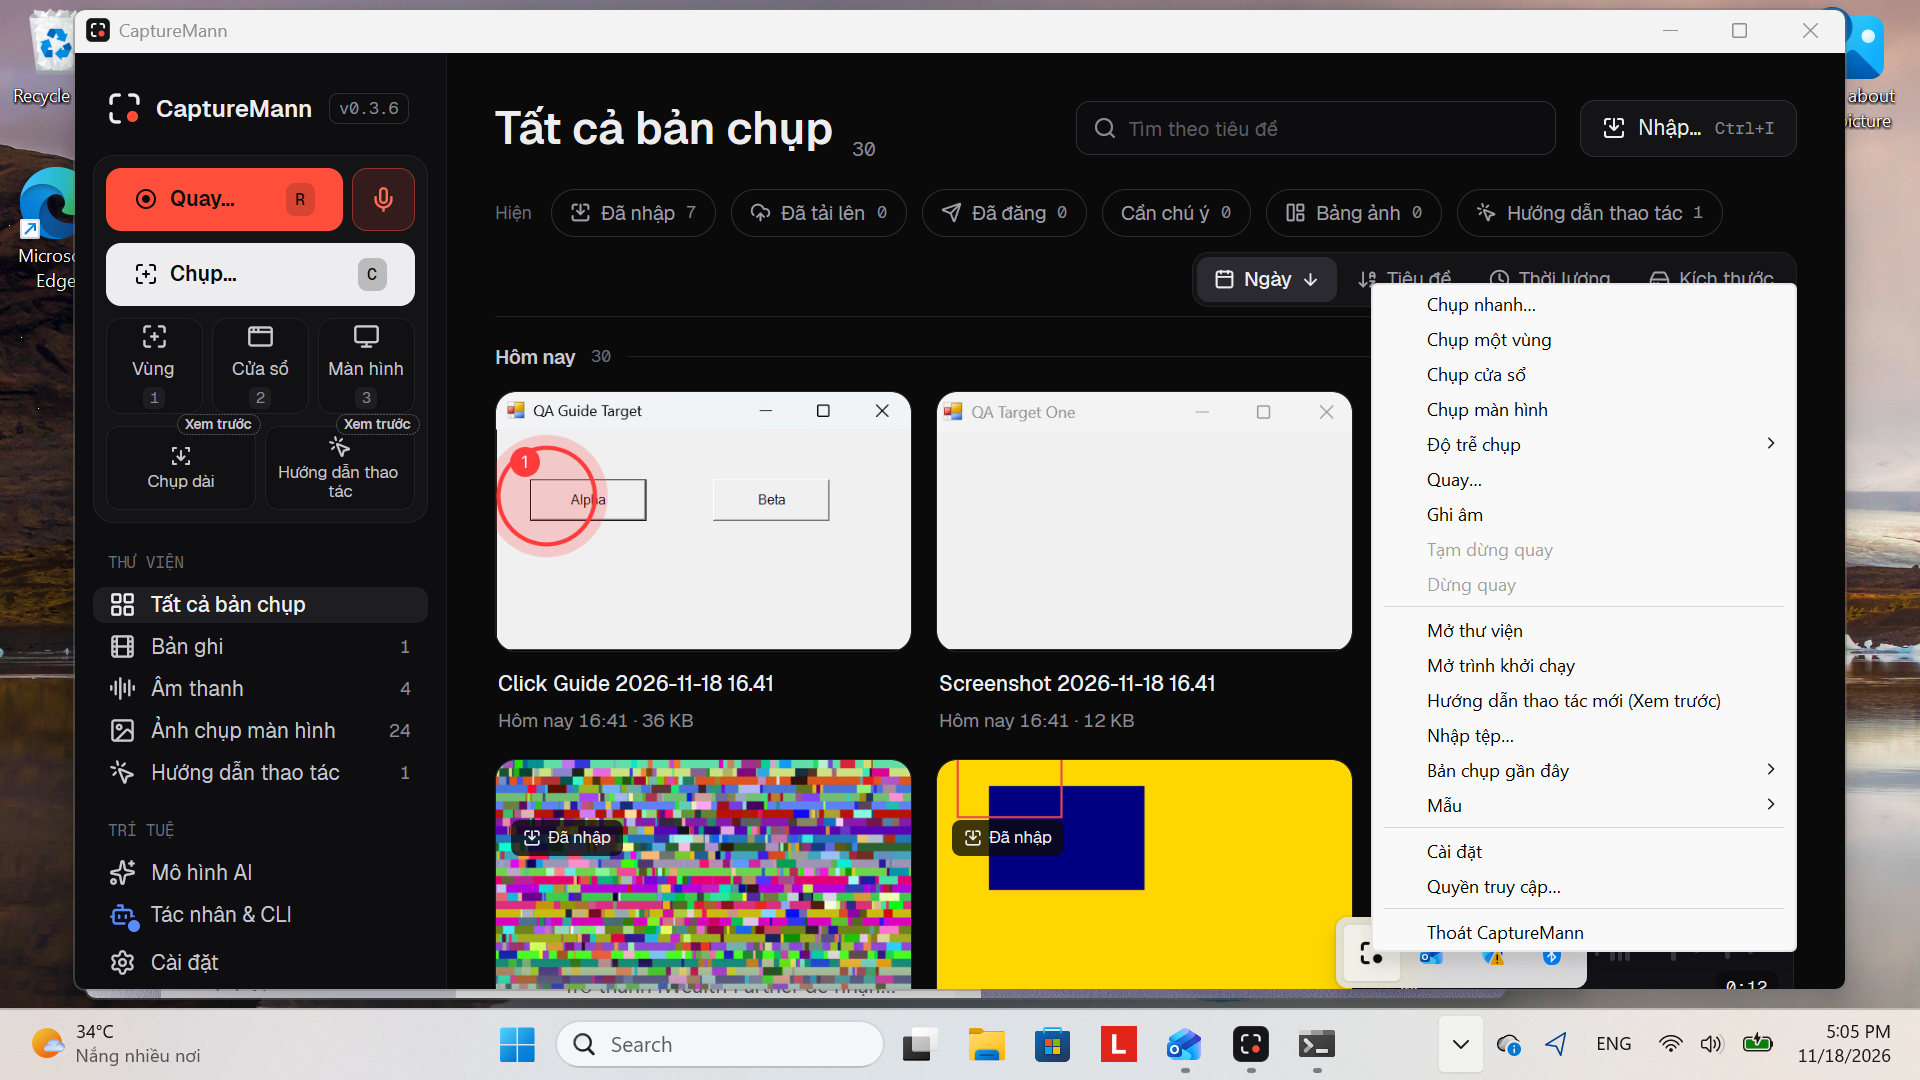 Recycle
Microso
Edge
about
icture
CaptureMann
CaptureMann v0.3.6
Quay... R
Chụp... C
Vùng
1
Cửa sổ
2
Màn hình
3
Xem trước
Chụp dài
Xem trước
Hướng dẫn thao
tác
THƯ VIỆN
Tất cả bản chụp
Bản ghi 1
Âm thanh 4
Ảnh chụp màn hình 24
Hướng dẫn thao tác 1
TRÍ TUỆ
Mô hình AI
Tác nhân & CLI
Cài đặt
Tất cả bản chụp 30
Tìm theo tiêu đề
Nhập... Ctrl+I
Hiện
Đã nhập 7
Đã tải lên 0
Đã đăng 0
Cần chú ý 0
Bảng ảnh 0
Hướng dẫn thao tác 1
Ngày
Tiêu đề
Thời lượng
Kích thước
Hôm nay 30
QA Guide Target
1
Alpha
Beta
Click Guide 2026-11-18 16.41
Hôm nay 16:41 · 36 KB
QA Target One
Screenshot 2026-11-18 16.41
Hôm nay 16:41 · 12 KB
Đã nhập
Đã nhập
0:12
Chụp nhanh...
Chụp một vùng
Chụp cửa sổ
Chụp màn hình
Độ trễ chụp
Quay...
Ghi âm
Tạm dừng quay
Dừng quay
Mở thư viện
Mở trình khởi chạy
Hướng dẫn thao tác mới (Xem trước)
Nhập tệp...
Bản chụp gần đây
Mẫu
Cài đặt
Quyền truy cập...
Thoát CaptureMann
34°C
Nắng nhiều nơi
Search
ENG
5:05 PM
11/18/2026